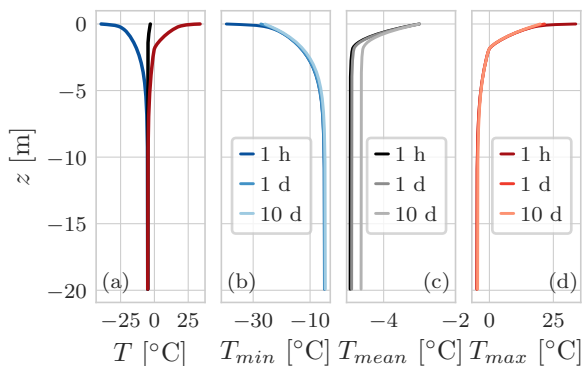 0
−5
−10
−15
−20
z [m]
(a)
−25 0 25
T [°C]
1 h
1 d
10 d
(b)
−30 −10
T_min [°C]
1 h
1 d
10 d
(c)
−4 −2
T_mean [°C]
1 h
1 d
10 d
(d)
0 25
T_max [°C]